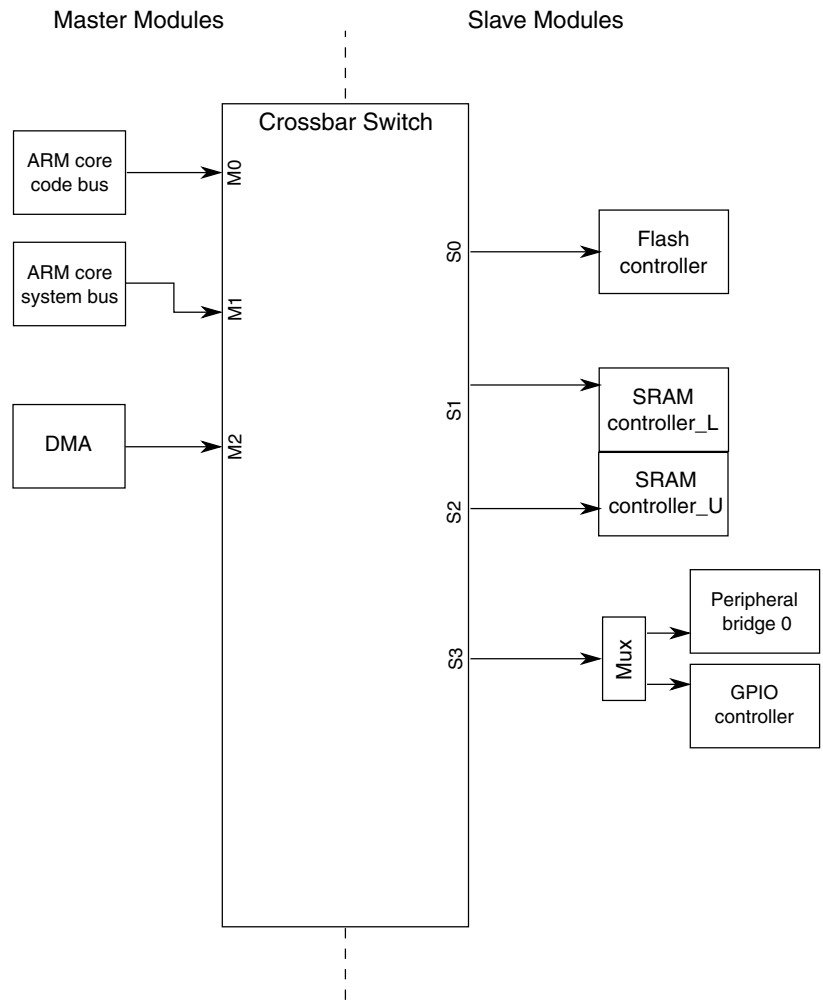 Master Modules
Slave Modules
Crossbar Switch
ARM core
code bus
M0
ARM core
system bus
M1
DMA
M2
S0
Flash
controller
S1
SRAM
controller_L
S2
SRAM
controller_U
S3
Mux
Peripheral
bridge 0
GPIO
controller